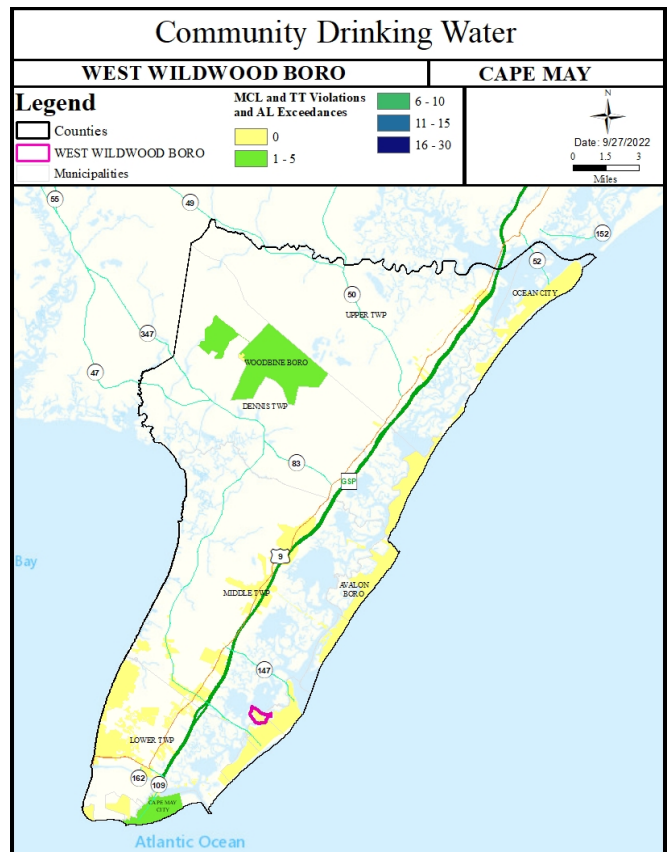 Community Drinking Water
WEST WILDWOOD BORO
CAPE MAY
Legend
Counties
WEST WILDWOOD BORO
Municipalities
MCL and TT Violations
and AL Exceedances
0
1 - 5
6 - 10
11 - 15
16 - 30
N
Date: 9/27/2022
0 1.5 3
Miles
55
49
152
52
OCEAN CITY
50
UPPER TWP
347
WOODBINE BORO
47
DENNIS TWP
83
GSP
9
Bay
MIDDLE TWP
AVALON
BORO
147
LOWER TWP
162
109
CAPE MAY
CITY
Atlantic Ocean